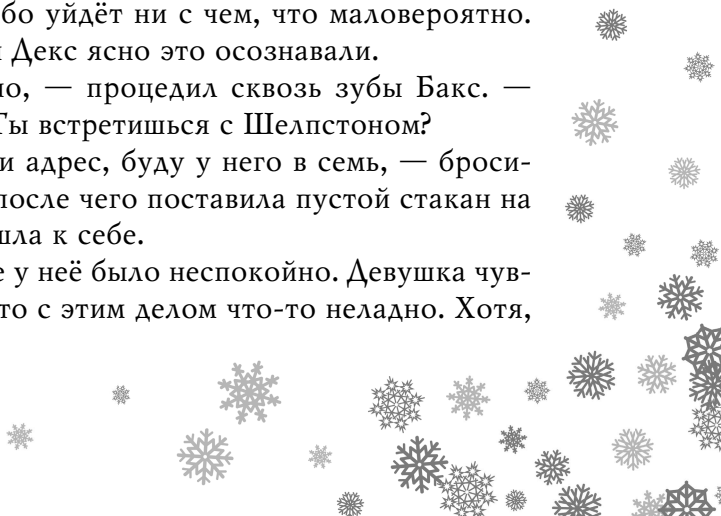 бо уйдёт ни с чем, что маловероятно.
Декс ясно это осознавали.
но, — процедил сквозь зубы Бакс. —
Ты встретишься с Шелпстоном?
и адрес, буду у него в семь, — броси-
после чего поставила пустой стакан на
шла к себе.
е у неё было неспокойно. Девушка чув-
то с этим делом что-то неладно. Хотя,